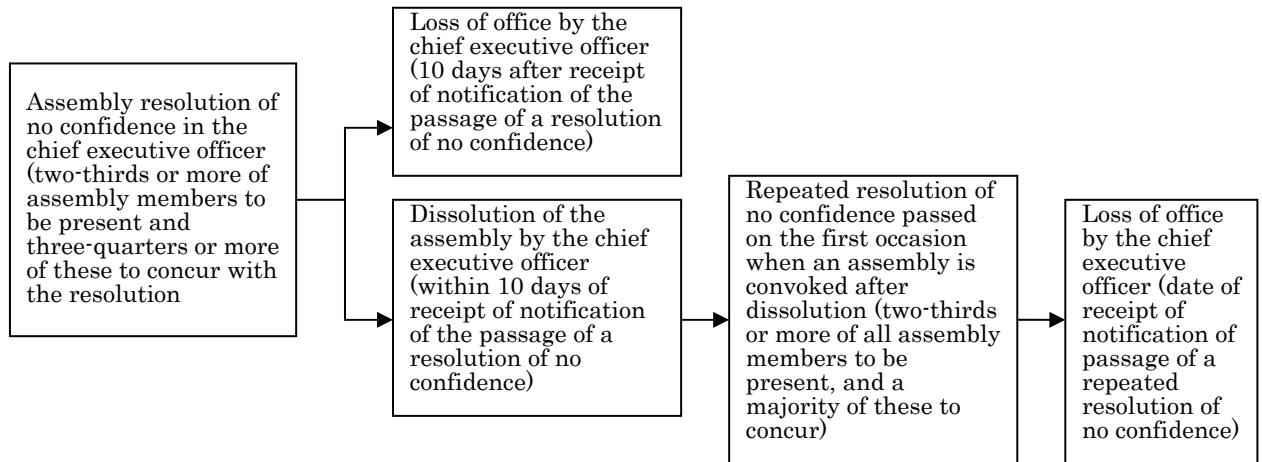 Assembly resolution of
no confidence in the
chief executive officer
(two-thirds or more of
assembly members to
be present and
three-quarters or more
of these to concur with
the resolution
Loss of office by the
chief executive officer
(10 days after receipt
of notification of the
passage of a resolution
of no confidence)
Dissolution of the
assembly by the chief
executive officer
(within 10 days of
receipt of notification
of the passage of a
resolution of no
confidence)
Repeated resolution of
no confidence passed
on the first occasion
when an assembly is
convoked after
dissolution (two-thirds
or more of all assembly
members to be
present, and a
majority of these to
concur)
Loss of office
by the chief
executive
officer (date of
receipt of
notification of
passage of a
repeated
resolution of
no confidence)